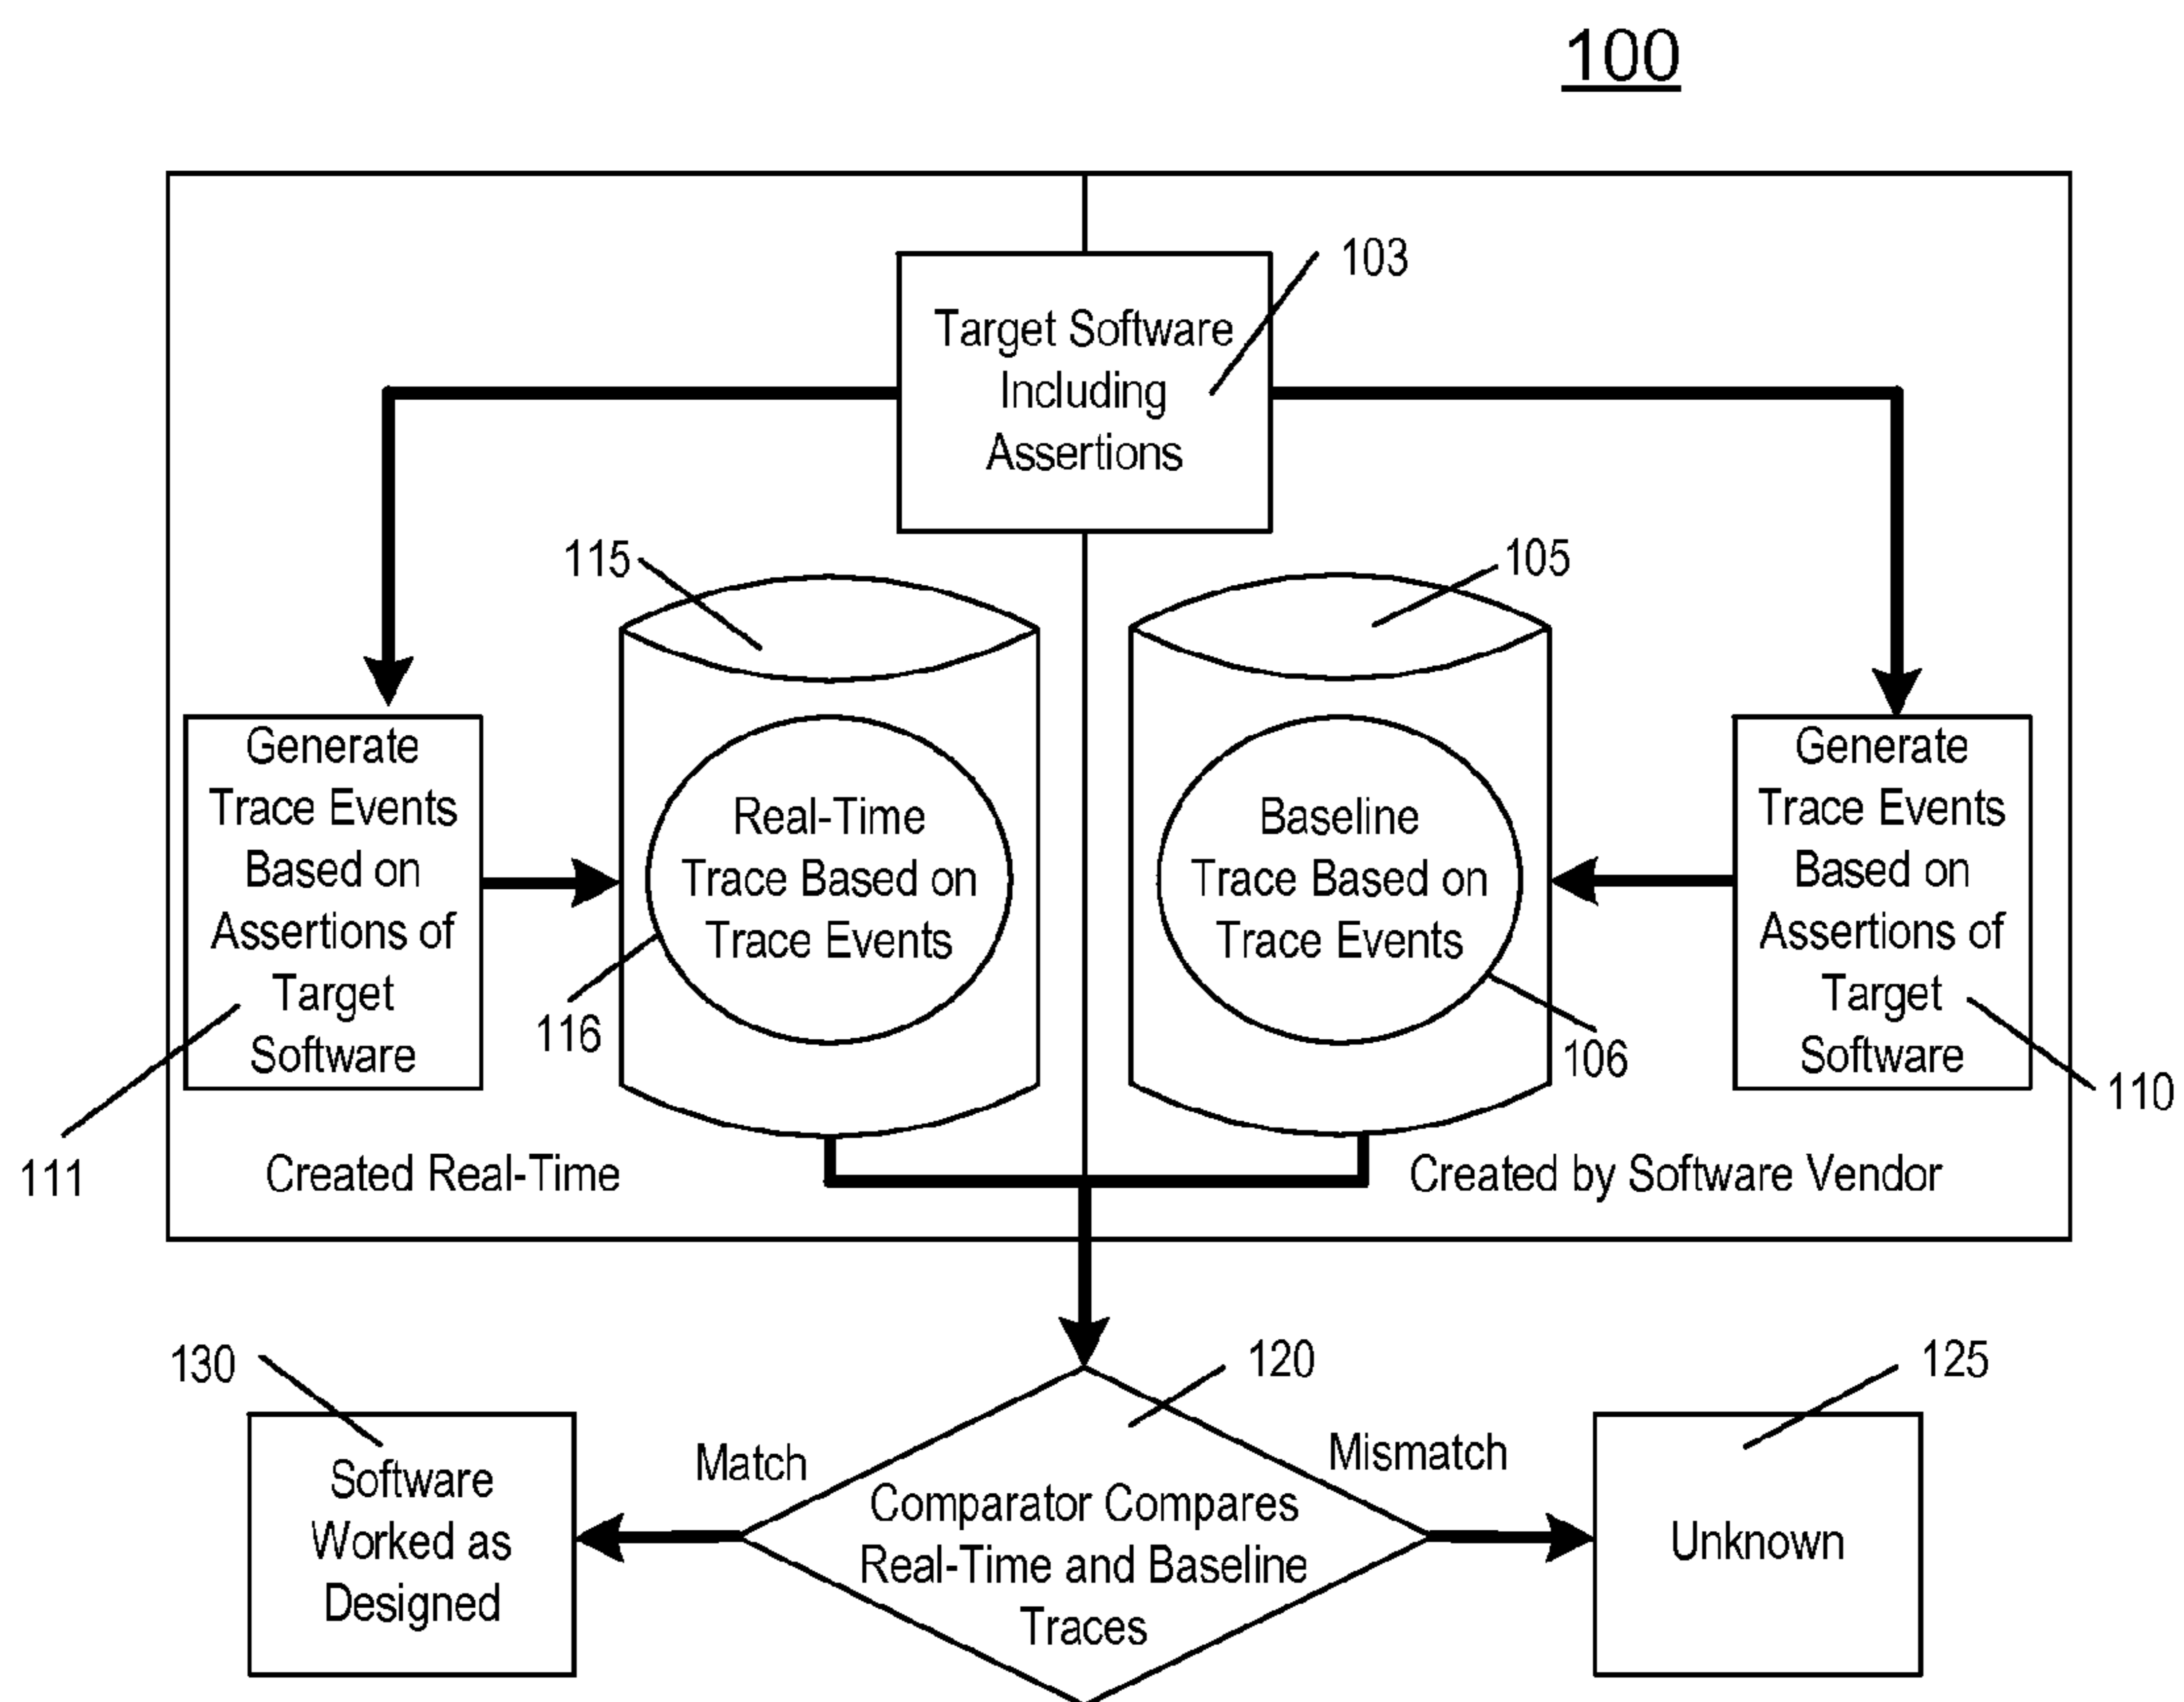 100
103
Target Software
Including
Assertions
115
105
Generate
Trace Events
Based on
Assertions of
Target
Software
Real-Time
Trace Based on
Trace Events
Baseline
Trace Based on
Trace Events
Generate
Trace Events
Based on
Assertions of
Target
Software
116
106
110
111
Created Real-Time
Created by Software Vendor
130
120
125
Match
Mismatch
Software
Worked as
Designed
Comparator Compares
Real-Time and Baseline
Traces
Unknown